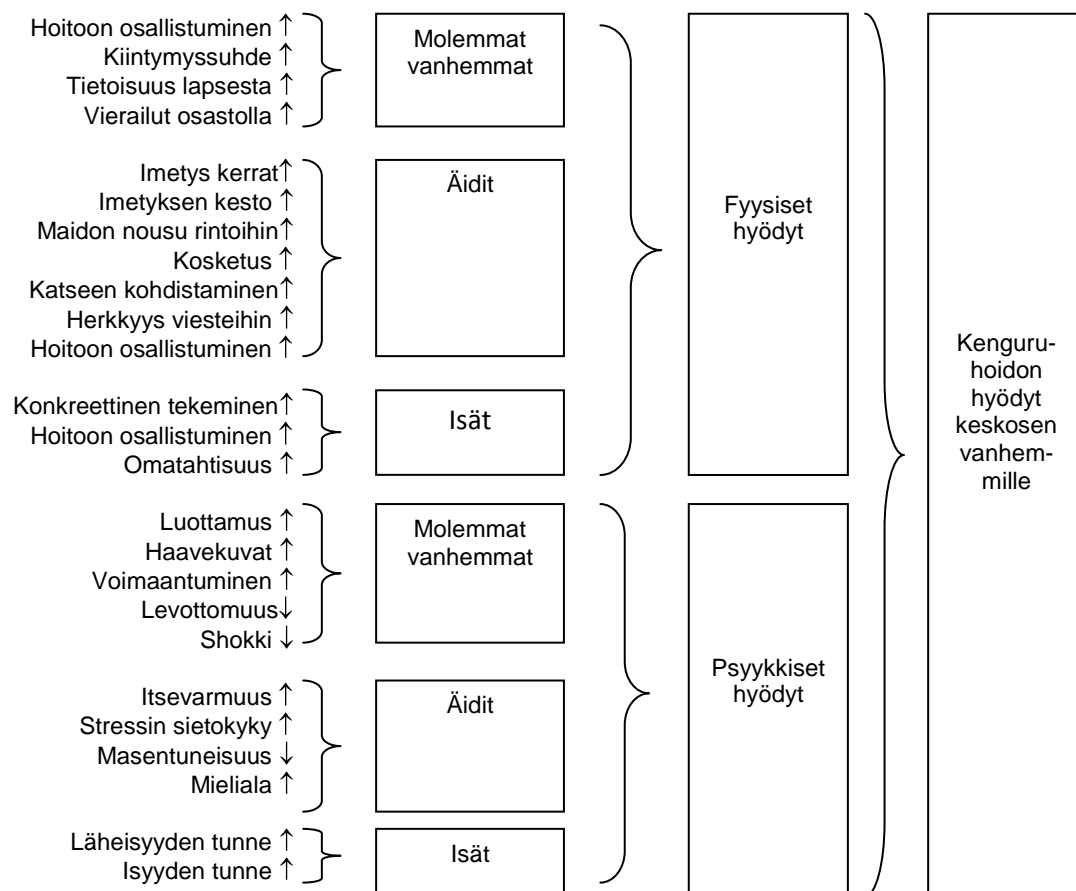 Hoitoon osallistuminen ↑
Kiintymyssuhde ↑
Tietoisuus lapsesta ↑
Vierailut osastolla ↑
Molemmat
vanhemmat
Imetys kerrat↑
Imetyksen kesto ↑
Maidon nousu rintoihin↑
Kosketus ↑
Katseen kohdistaminen↑
Herkkyys viesteihin ↑
Hoitoon osallistuminen ↑
Äidit
Konkreettinen tekeminen↑
Hoitoon osallistuminen ↑
Omatahtisuus ↑
Isät
Fyysiset
hyödyt
Luottamus ↑
Haavekuvat ↑
Voimaantuminen ↑
Levottomuus↓
Shokki ↓
Molemmat
vanhemmat
Itsevarmuus ↑
Stressin sietokyky ↑
Masentuneisuus ↓
Mieliala ↑
Äidit
Läheisyyden tunne ↑
Isyyden tunne ↑
Isät
Psyykkiset
hyödyt
Kenguru-
hoidon
hyödyt
keskosen
vanhem-
mille